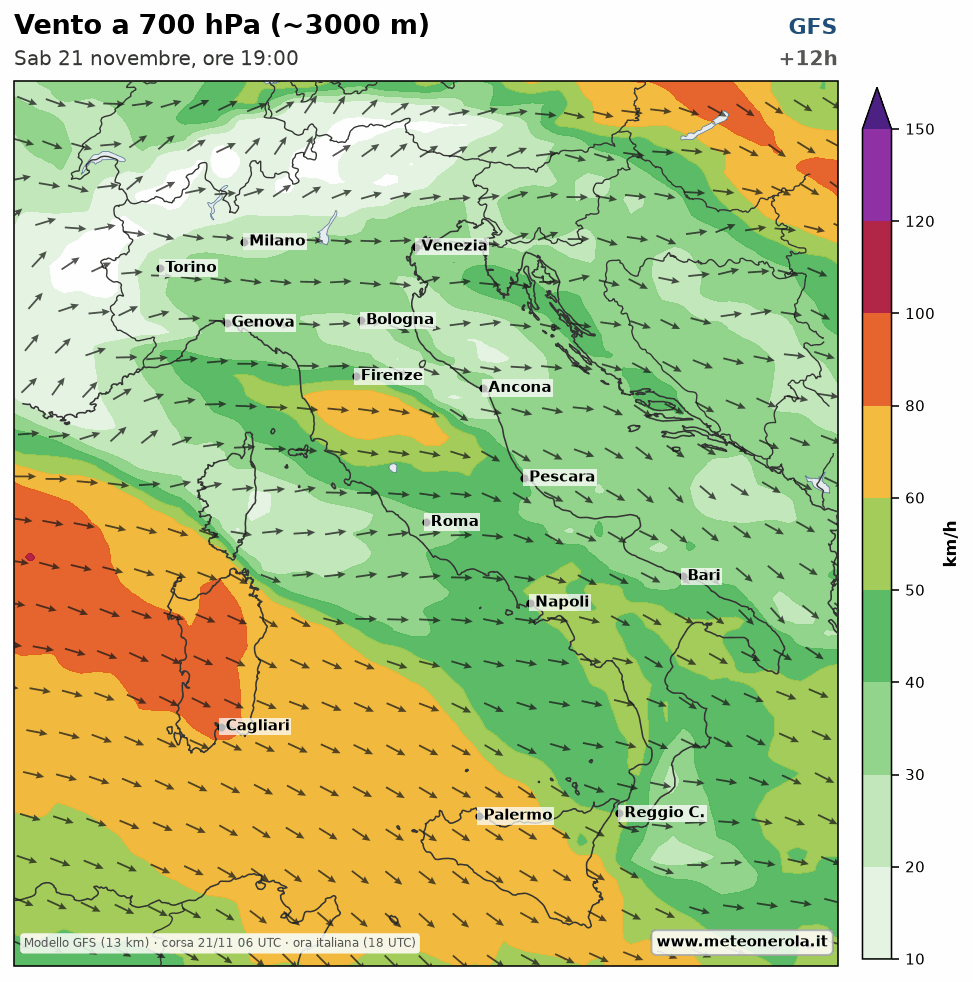 Vento a 700 hPa (~3000 m)
GFS
Sab 21 novembre, ore 19:00
+12h
150
120
100
80
60
50
40
30
20
10
km/h
Milano
Venezia
Torino
Genova
Bologna
Firenze
Ancona
Pescara
Roma
Bari
Napoli
Cagliari
Palermo
Reggio C.
Modello GFS (13 km) · corsa 21/11 06 UTC · ora italiana (18 UTC)
www.meteonerola.it